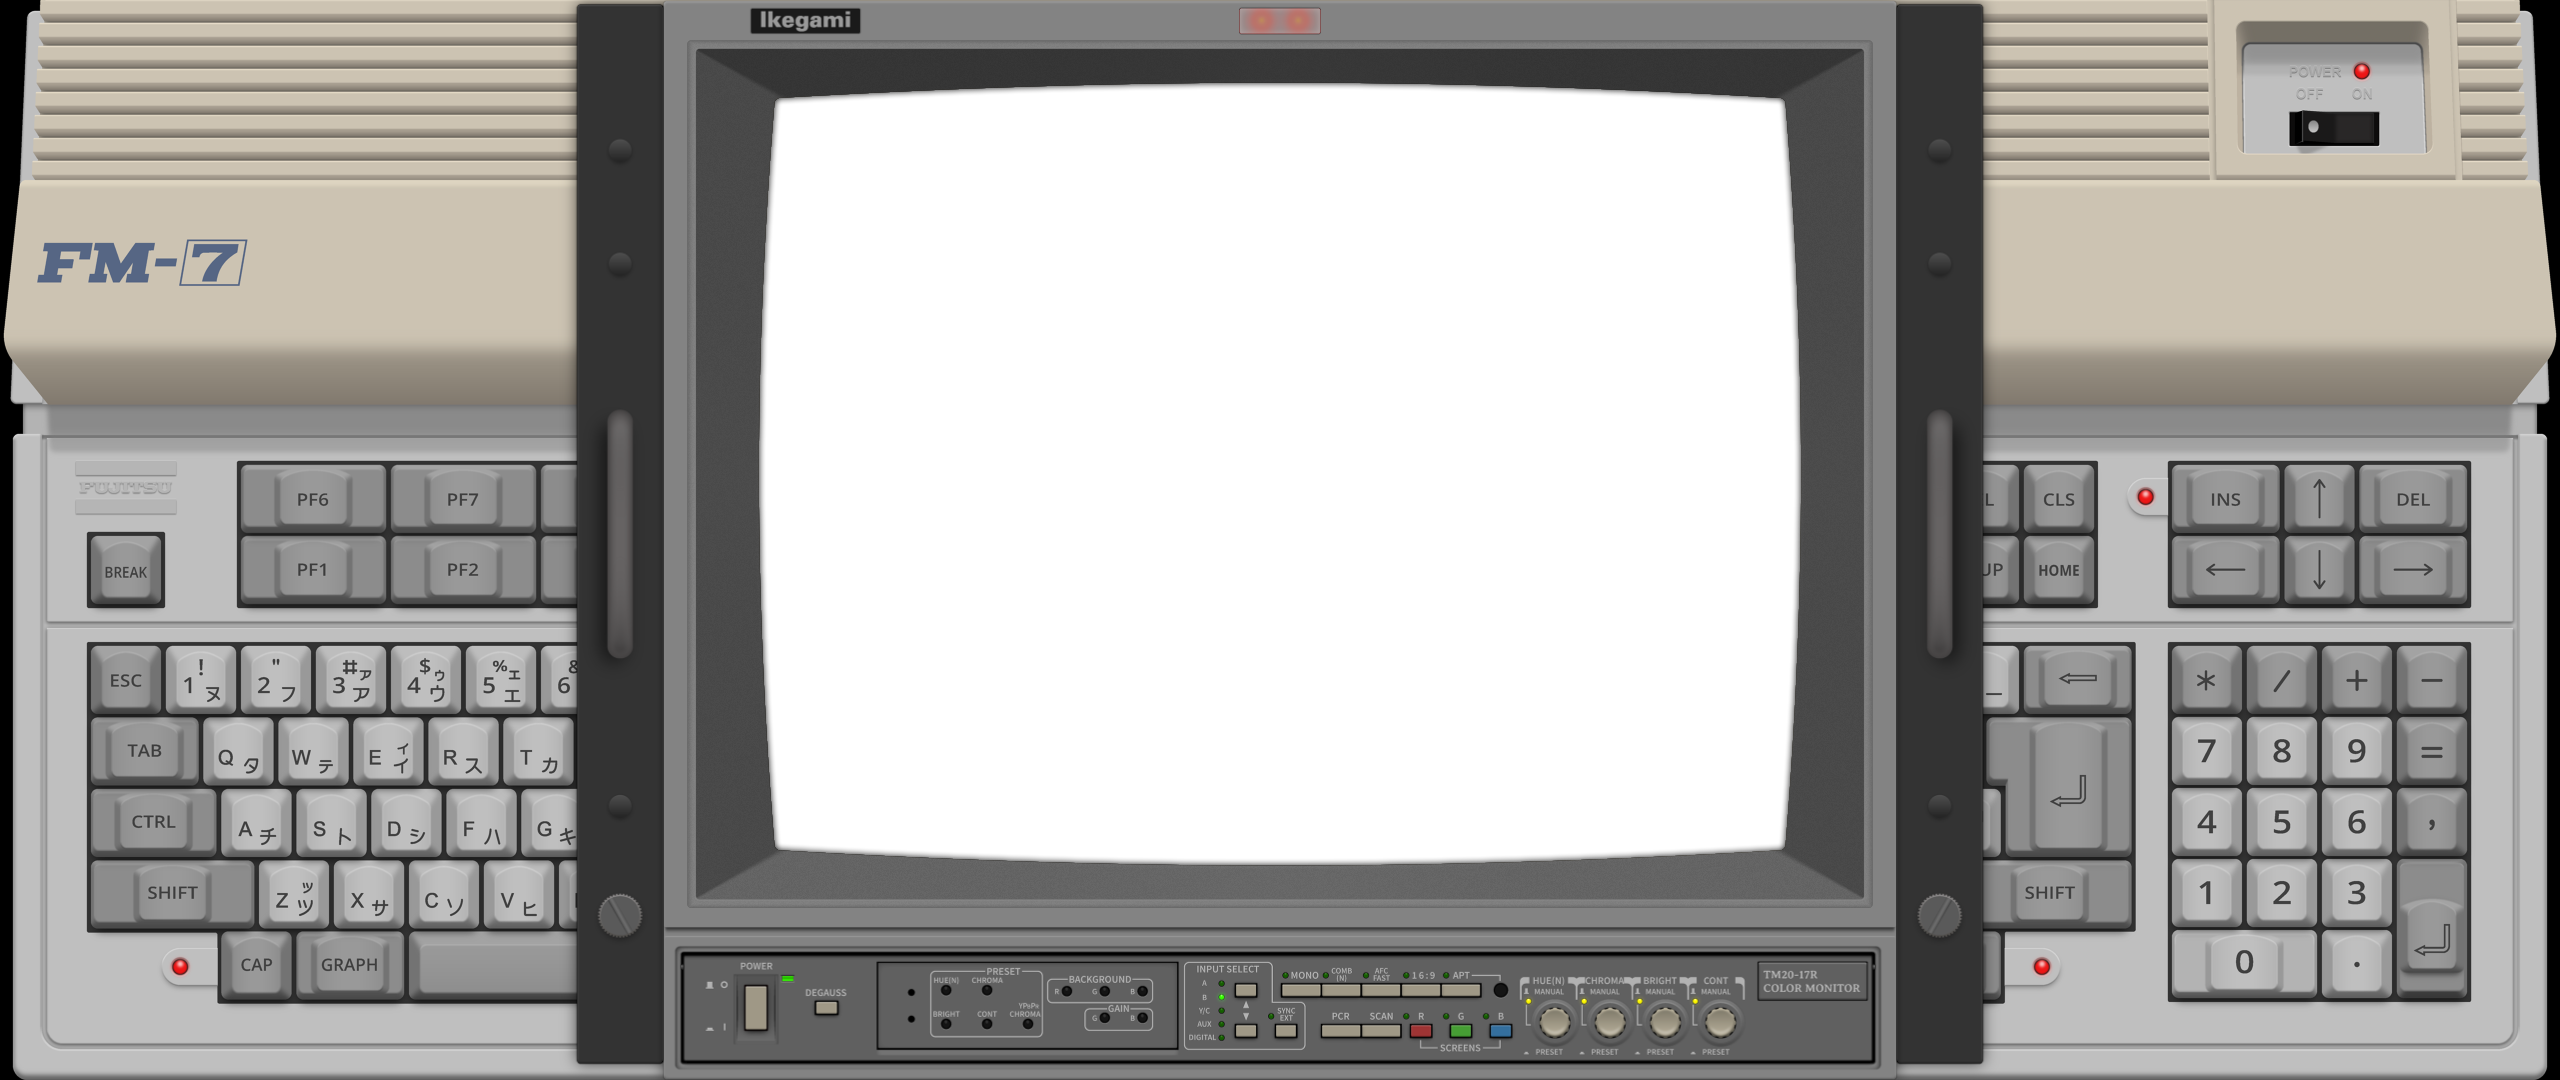 Ikegami
POWER
OFF ON
FM-7
FUJITSU
PF6 PF7
CLS
INS ↑ DEL
BREAK
PF1 PF2
UP HOME
← ↓ →
ESC
! 1 ヌ
" 2 フ
# ァ 3 ア
$ ゥ 4 ウ
% ェ 5 エ
& 6
* / + −
TAB
Q タ
W テ
E ィ イ
R ス
T カ
7 8 9 =
CTRL
A チ
S ト
D シ
F ハ
G キ
4 5 6 ,
SHIFT
Z ッ ツ
X サ
C ソ
V ヒ
SHIFT
1 2 3
CAP GRAPH
0 .
POWER
DEGAUSS
PRESET
HUE(N) CHROMA
BRIGHT CONT YPBPR CHROMA
BACKGROUND
R G B
GAIN
G B
INPUT SELECT
A
B
Y/C
AUX
DIGITAL
SYNC
EXT
MONO COMB (N) AFC FAST 16:9 APT
PCR SCAN R G B
SCREENS
HUE(N) CHROMA BRIGHT CONT
MANUAL MANUAL MANUAL MANUAL
PRESET PRESET PRESET PRESET
TM20-17R
COLOR MONITOR